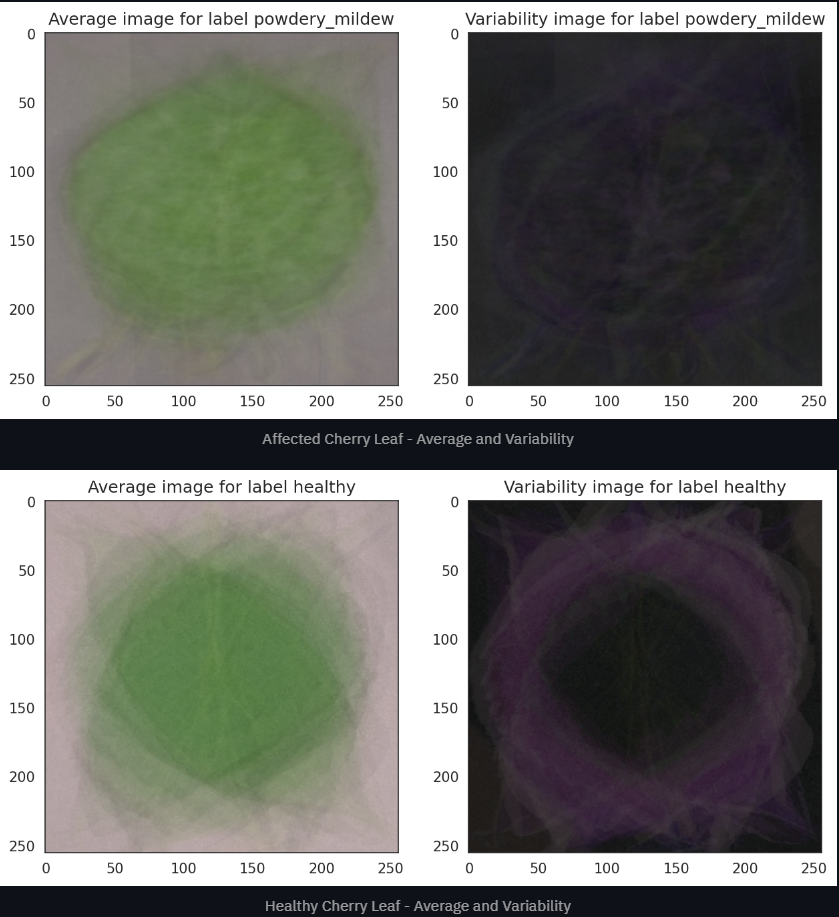 Average image for label powdery_mildew
Variability image for label powdery_mildew
0
50
100
150
200
250
0 50 100 150 200 250
0
50
100
150
200
250
0 50 100 150 200 250
Affected Cherry Leaf - Average and Variability
Average image for label healthy
Variability image for label healthy
0
50
100
150
200
250
0 50 100 150 200 250
0
50
100
150
200
250
0 50 100 150 200 250
Healthy Cherry Leaf - Average and Variability